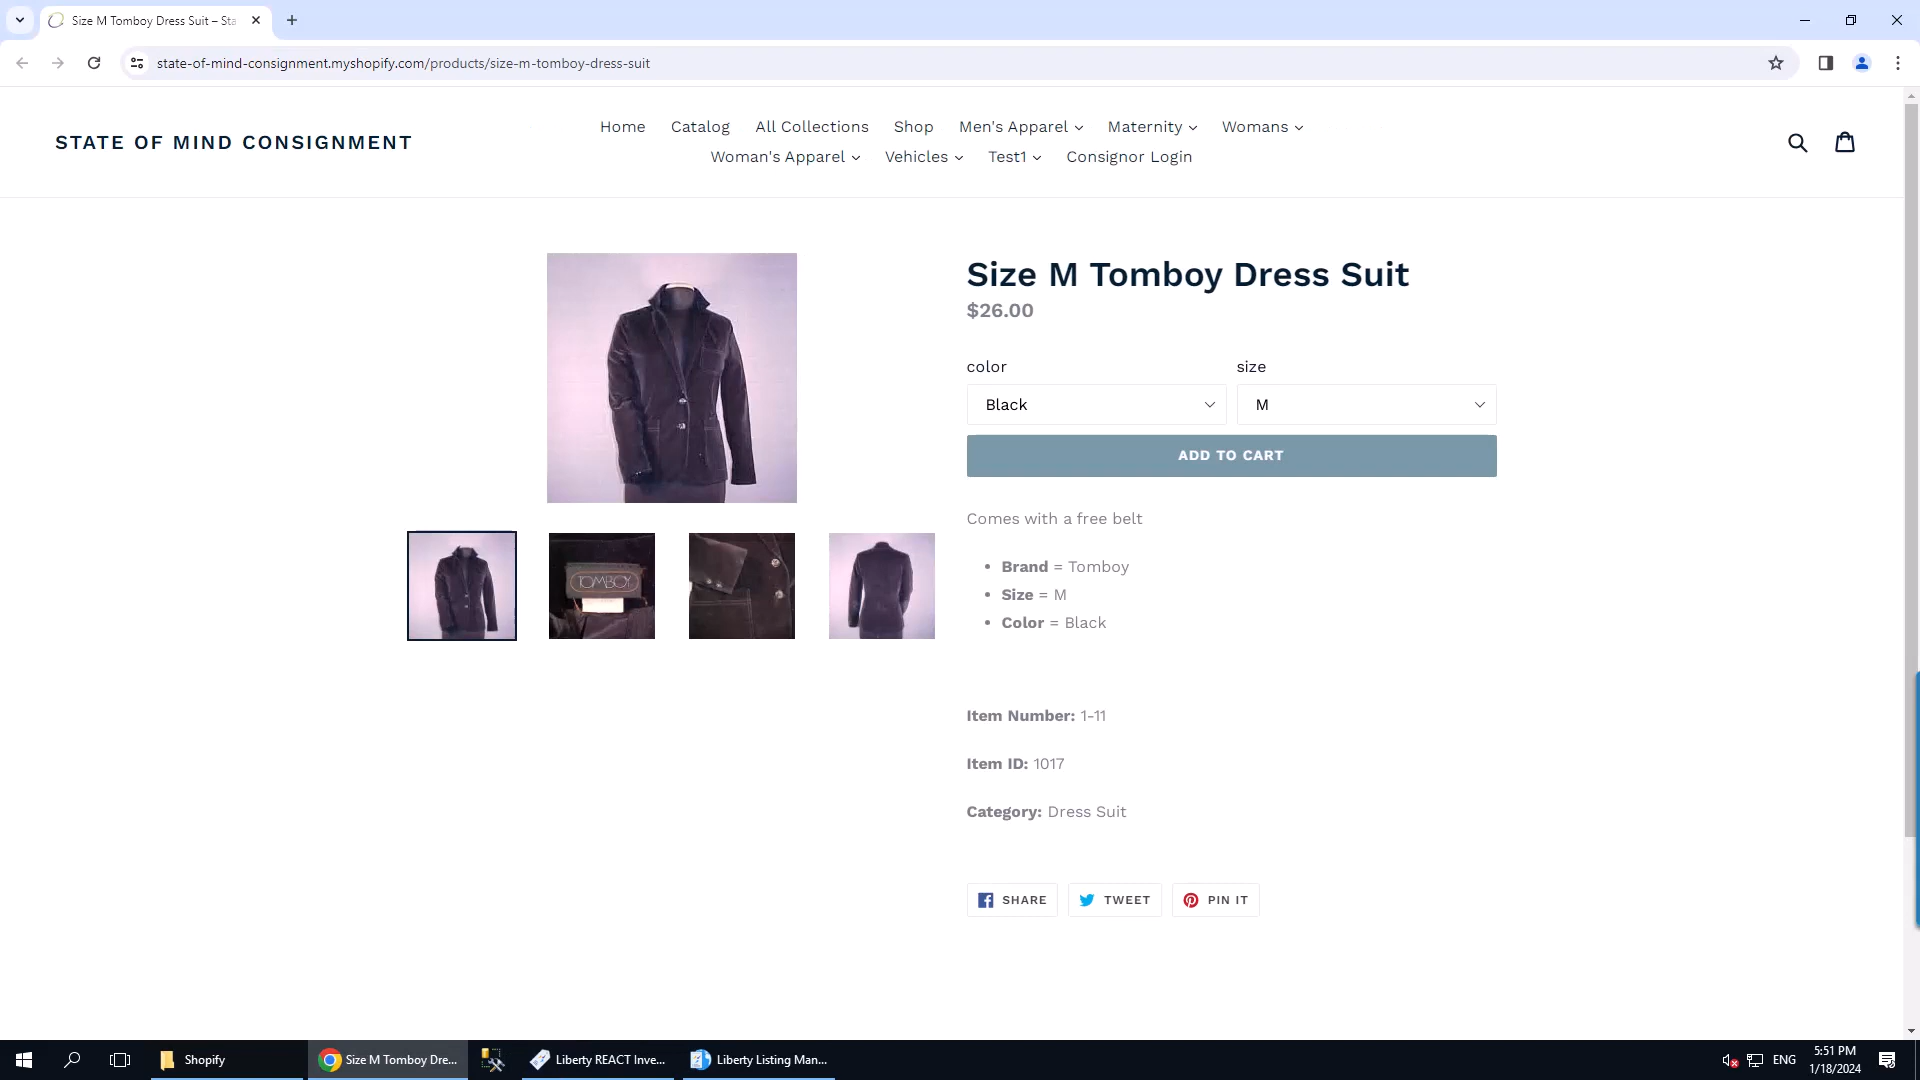 Size M Tomboy Dress Suit – Sta
state-of-mind-consignment.myshopify.com/products/size-m-tomboy-dress-suit
STATE OF MIND CONSIGNMENT
Home Catalog All Collections Shop Men's Apparel Maternity Womans
Woman's Apparel Vehicles Test1 Consignor Login
Size M Tomboy Dress Suit
$26.00
color size
Black M
ADD TO CART
Comes with a free belt
• Brand = Tomboy
• Size = M
• Color = Black
TOMBOY
Item Number: 1-11
Item ID: 1017
Category: Dress Suit
SHARE TWEET PIN IT
Shopify Size M Tomboy Dre... Liberty REACT Inve... Liberty Listing Man... ENG
5:51 PM
1/18/2024